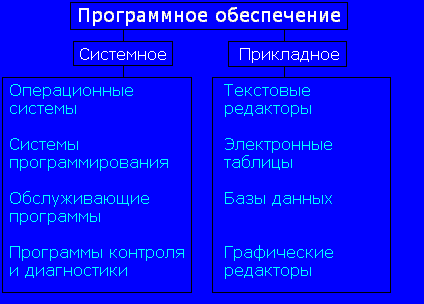 Программное обеспечение
Системное
Прикладное
Операционные
системы
Системы
программирования
Обслуживающие
программы
Программы контроля
и диагностики
Текстовые
редакторы
Электронные
таблицы
Базы данных
Графические
редакторы